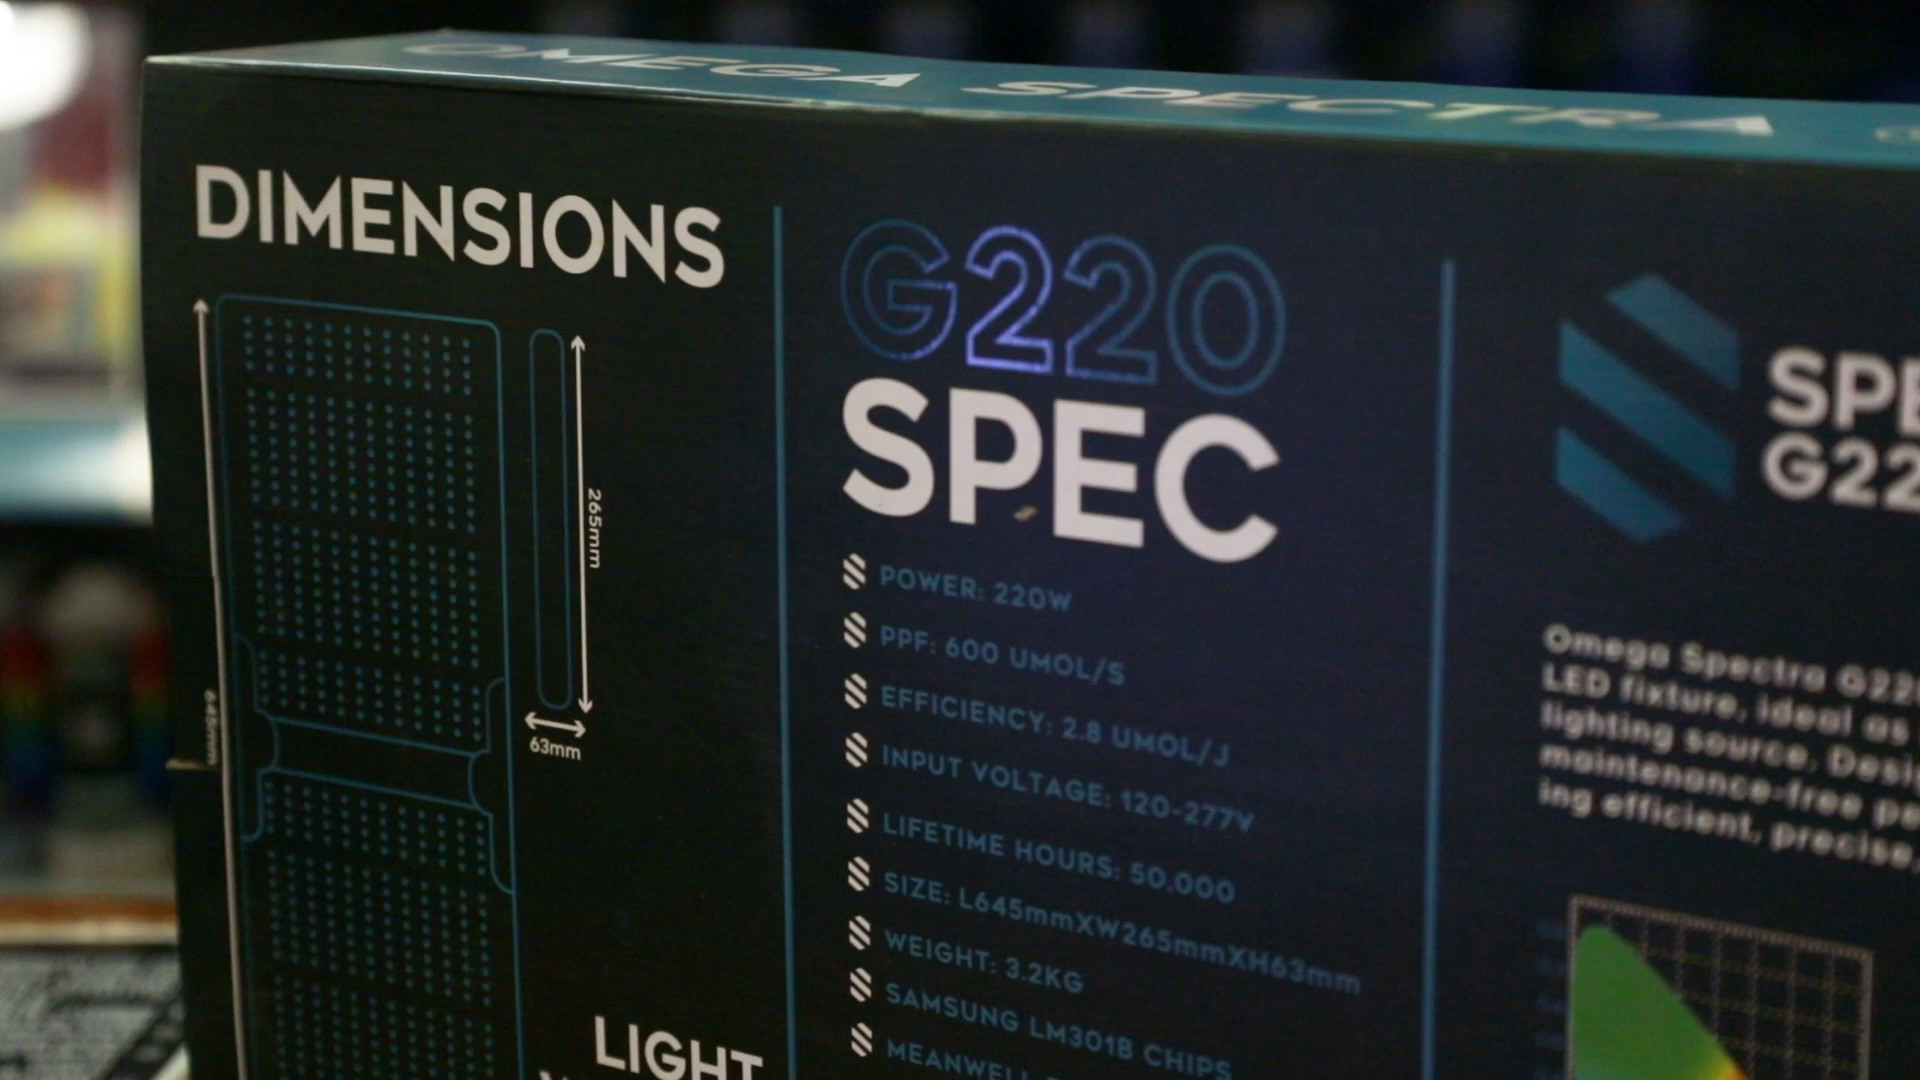 OMEGA SPECTRA
DIMENSIONS
265mm
63mm
645mm
LIGHT
G220
SPEC
POWER: 220W
PPF: 600 UMOL/S
EFFICIENCY: 2.8 UMOL/J
INPUT VOLTAGE: 120-277V
LIFETIME HOURS: 50.000
SIZE: L645mmXW265mmXH63mm
WEIGHT: 3.2KG
SAMSUNG LM301B CHIPS
MEANWELL
SPE
G22
Omega Spectra G22
LED fixture, ideal as
lighting source. Desi
maintenance-free pe
ing efficient, precise,